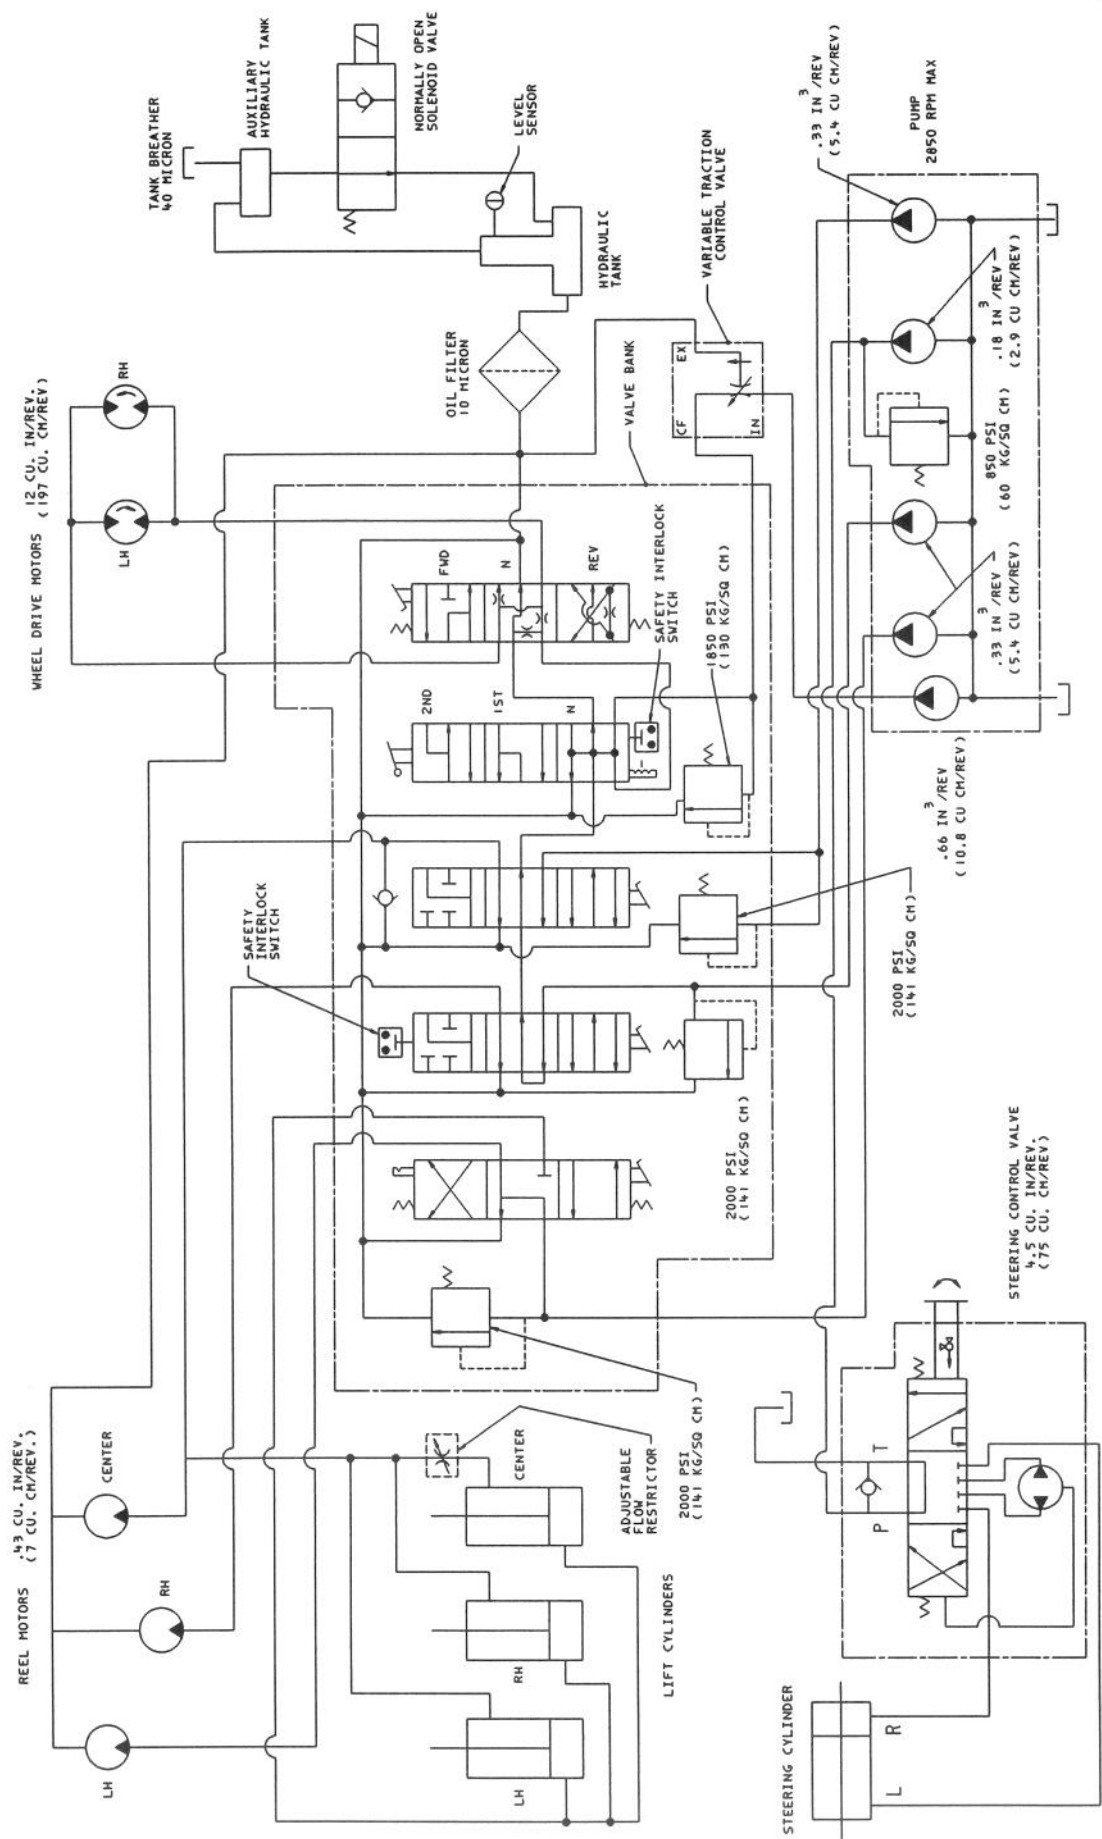 WHEEL DRIVE MOTORS 12 CU. IN/REV.
(197 CU. CM/REV)
LH
RH
TANK BREATHER
40 MICRON
AUXILIARY
HYDRAULIC TANK
NORMALLY OPEN
SOLENOID VALVE
LEVEL
SENSOR
HYDRAULIC
TANK
OIL FILTER
10 MICRON
VALVE BANK
VARIABLE TRACTION
CONTROL VALVE
CF
EX
IN
FWD
N
REV
SAFETY INTERLOCK
SWITCH
2ND
1ST
N
1850 PSI
(130 KG/SQ CM)
SAFETY
INTERLOCK
SWITCH
2000 PSI
(141 KG/SQ CM)
2000 PSI
(141 KG/SQ CM)
2000 PSI
(141 KG/SQ CM)
.33 IN³/REV
(5.4 CU CM/REV)
PUMP
2850 RPM MAX
.18 IN³/REV
(2.9 CU CM/REV)
850 PSI
(60 KG/SQ CM)
.33 IN³/REV
(5.4 CU CM/REV)
.66 IN³/REV
(10.8 CU CM/REV)
REEL MOTORS .43 CU. IN/REV.
(7 CU. CM/REV.)
LH
RH
CENTER
ADJUSTABLE
FLOW
RESTRICTOR
LIFT CYLINDERS
LH
RH
CENTER
STEERING CONTROL VALVE
4.5 CU. IN/REV.
(75 CU. CM/REV)
P
T
STEERING CYLINDER
L
R